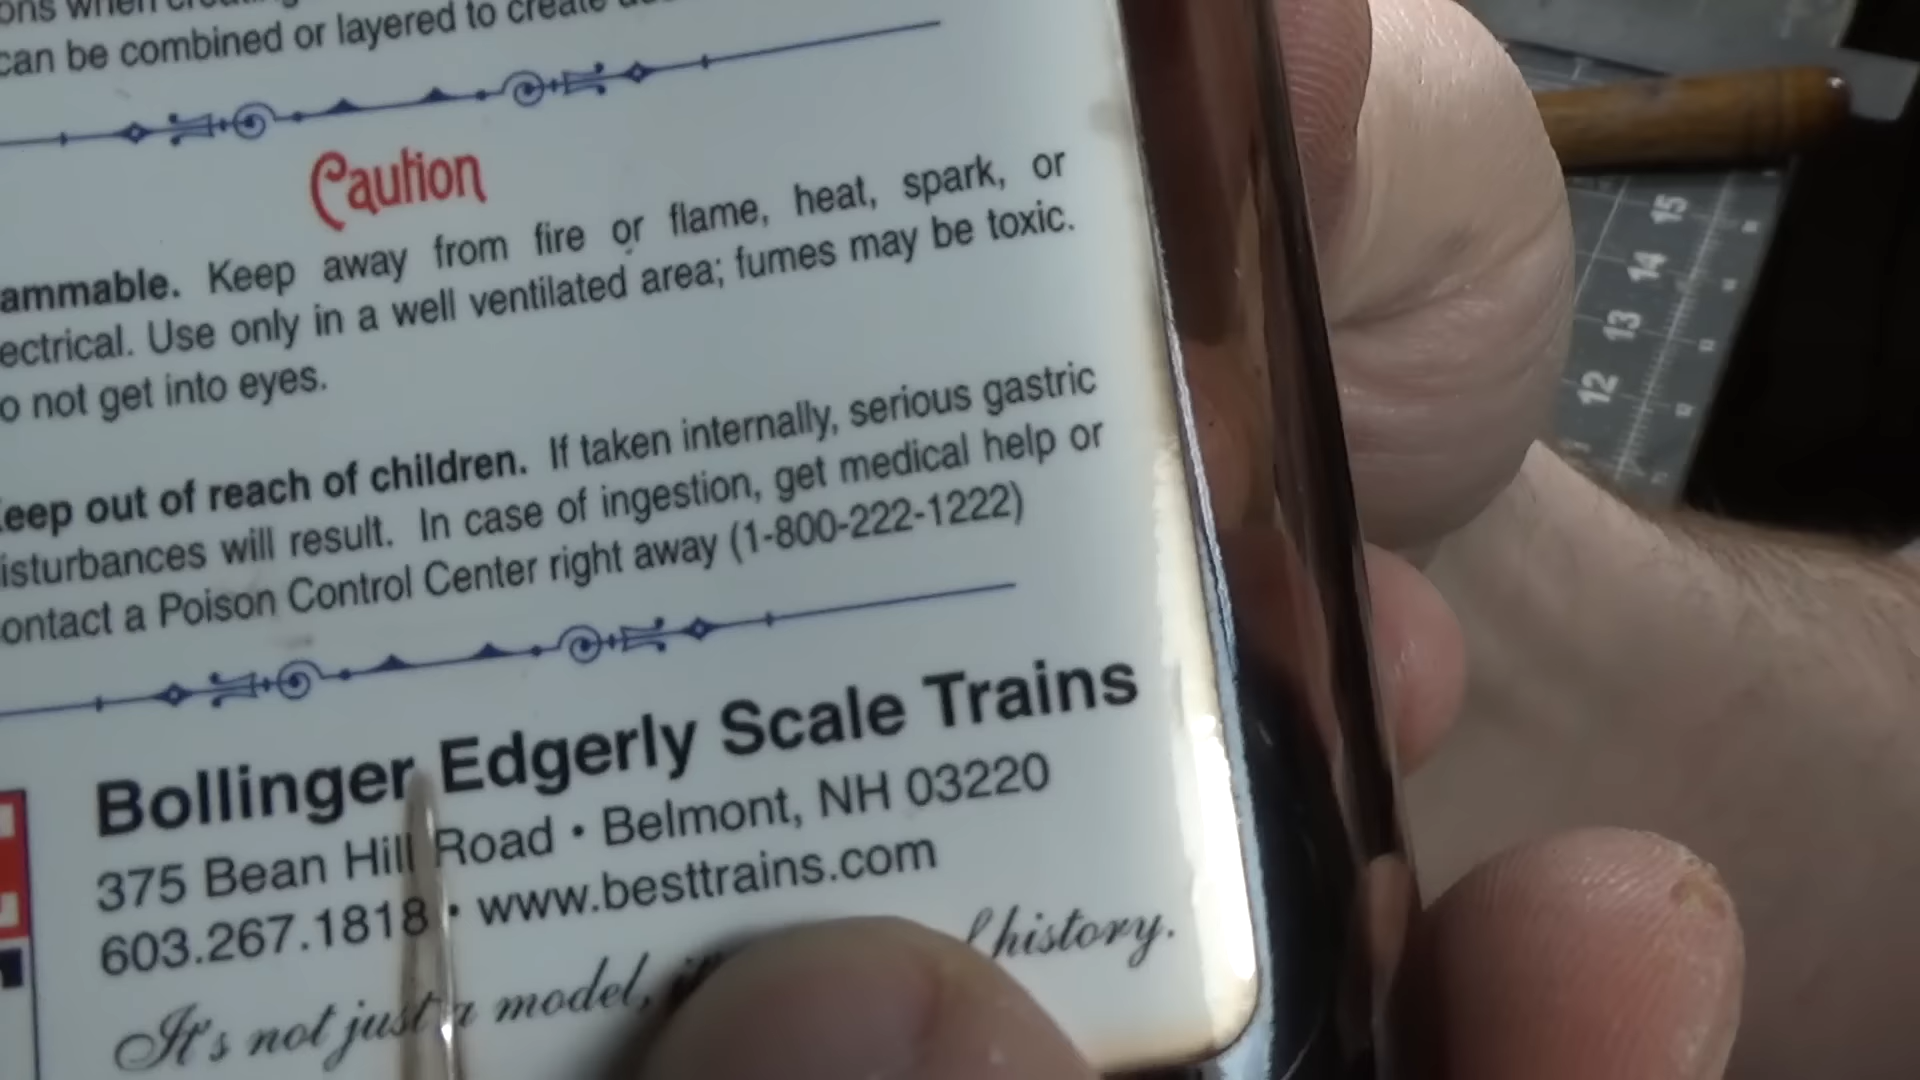 can be combined or layered to create
Caution
ammable. Keep away from fire or flame, heat, spark, or
ectrical. Use only in a well ventilated area; fumes may be toxic.
o not get into eyes.
eep out of reach of children. If taken internally, serious gastric
isturbances will result. In case of ingestion, get medical help or
ontact a Poison Control Center right away (1-800-222-1222)
Bollinger Edgerly Scale Trains
375 Bean Hill Road • Belmont, NH 03220
603.267.1818 • www.besttrains.com
It's not just a model, history.
15
14
13
12